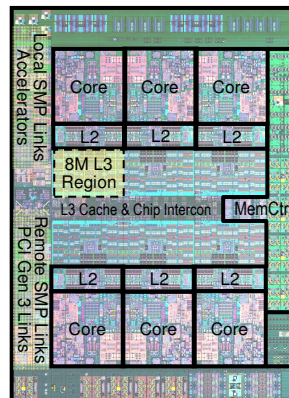 Local SMP Links
Accelerators
Core Core Core
L2 L2 L2
8M L3
Region
L3 Cache & Chip Intercon
MemCtr
Remote SMP Links
PCI Gen 3 Links
L2 L2 L2
Core Core Core